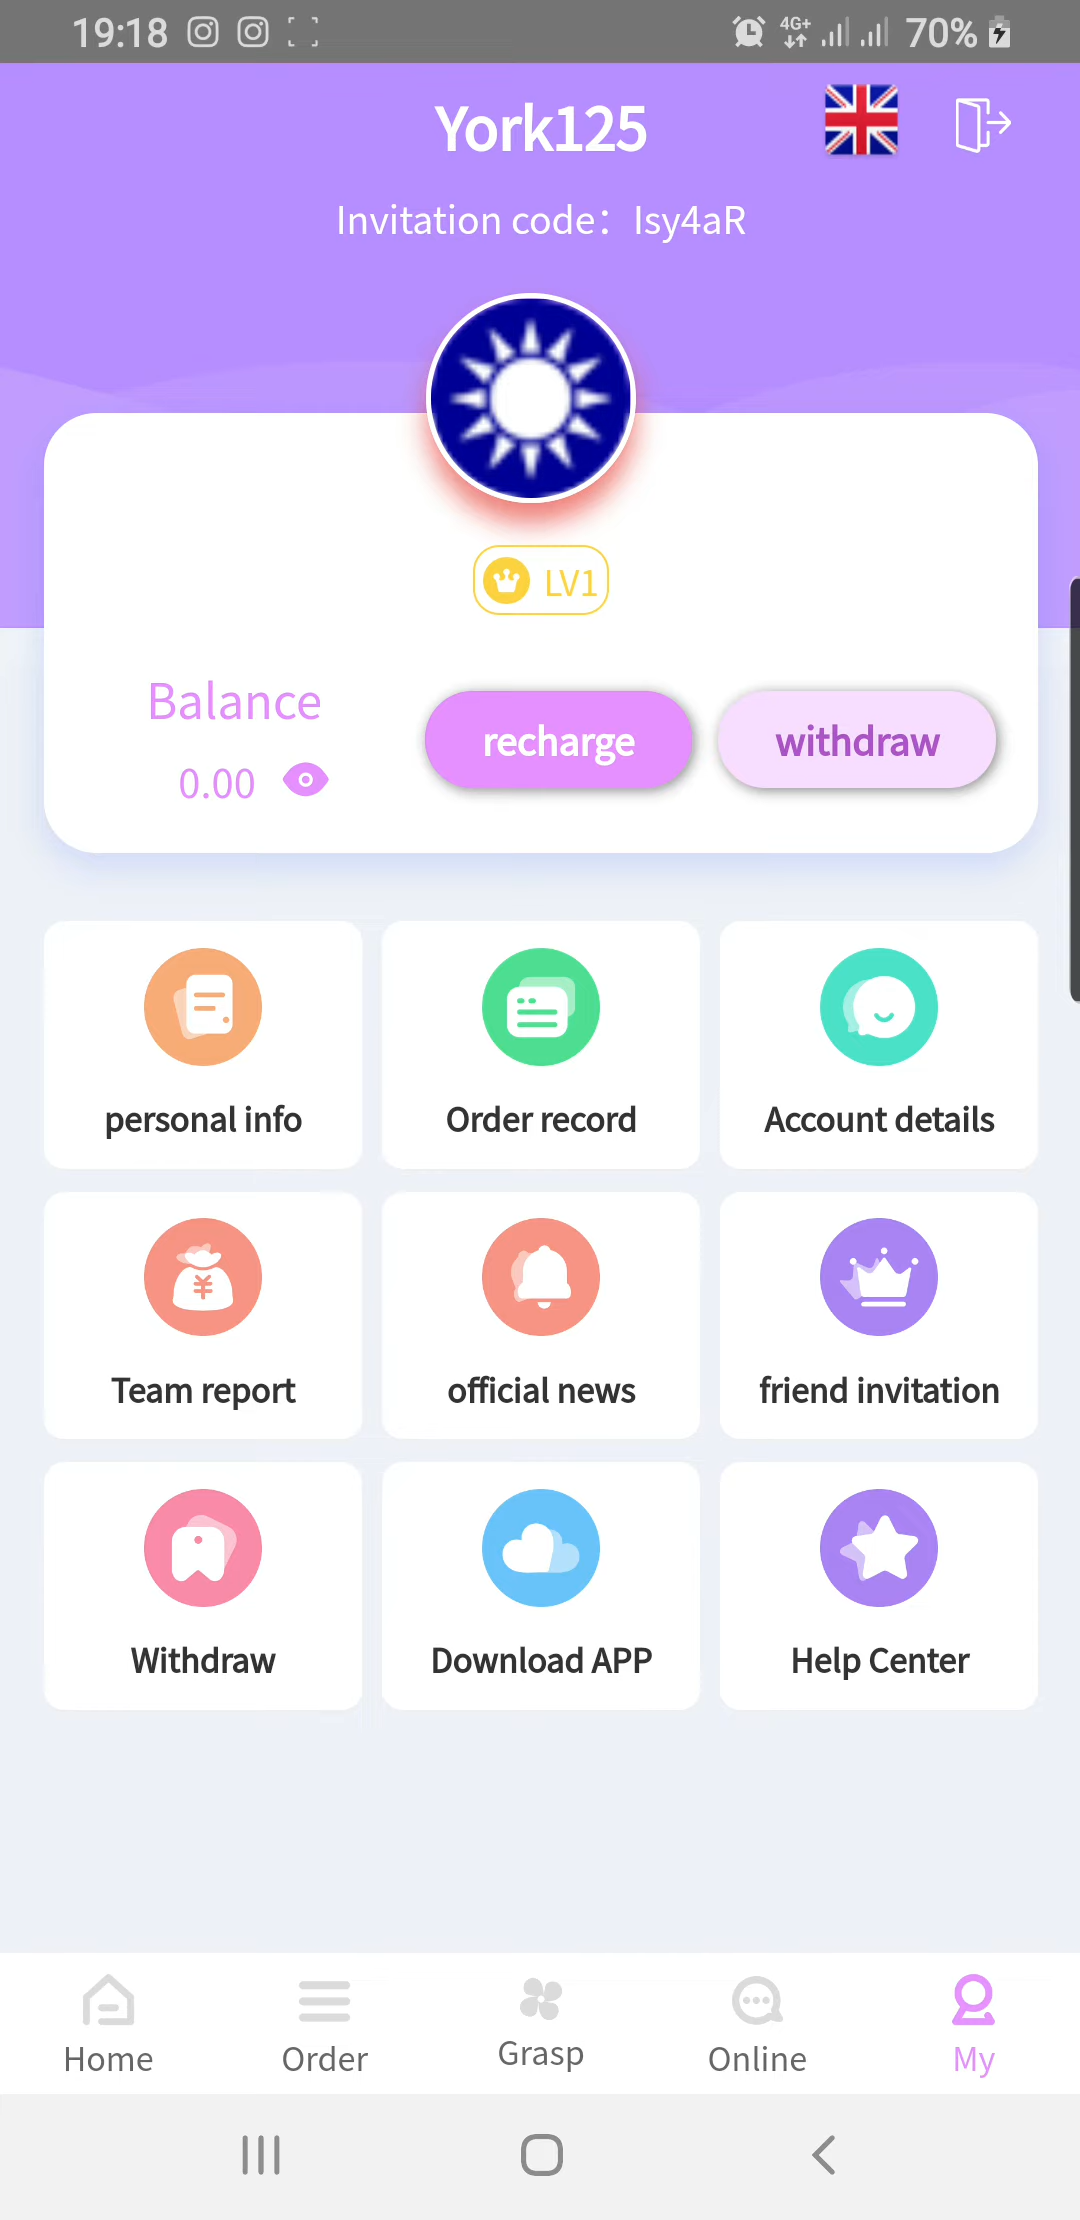 19:18 4G+ 70%
York125
Invitation code：Isy4aR
LV1
Balance
0.00
recharge
withdraw
personal info
Order record
Account details
¥
Team report
official news
friend invitation
Withdraw
Download APP
Help Center
Home
Order
Grasp
Online
My